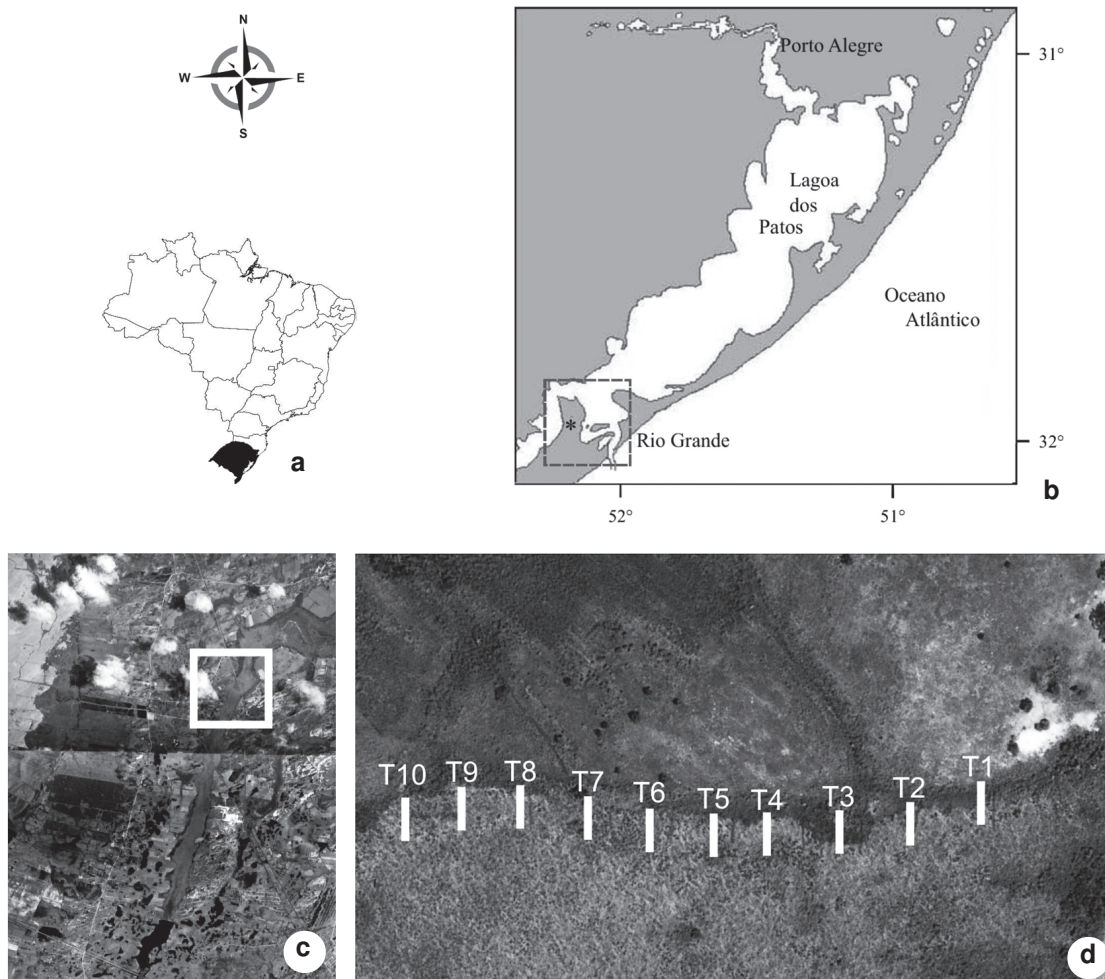 N
W
E
S
a
Porto Alegre
31°
Lagoa
dos
Patos
Oceano
Atlântico
*
Rio Grande
32°
b
52°
51°
c
T10
T9
T8
T7
T6
T5
T4
T3
T2
T1
d